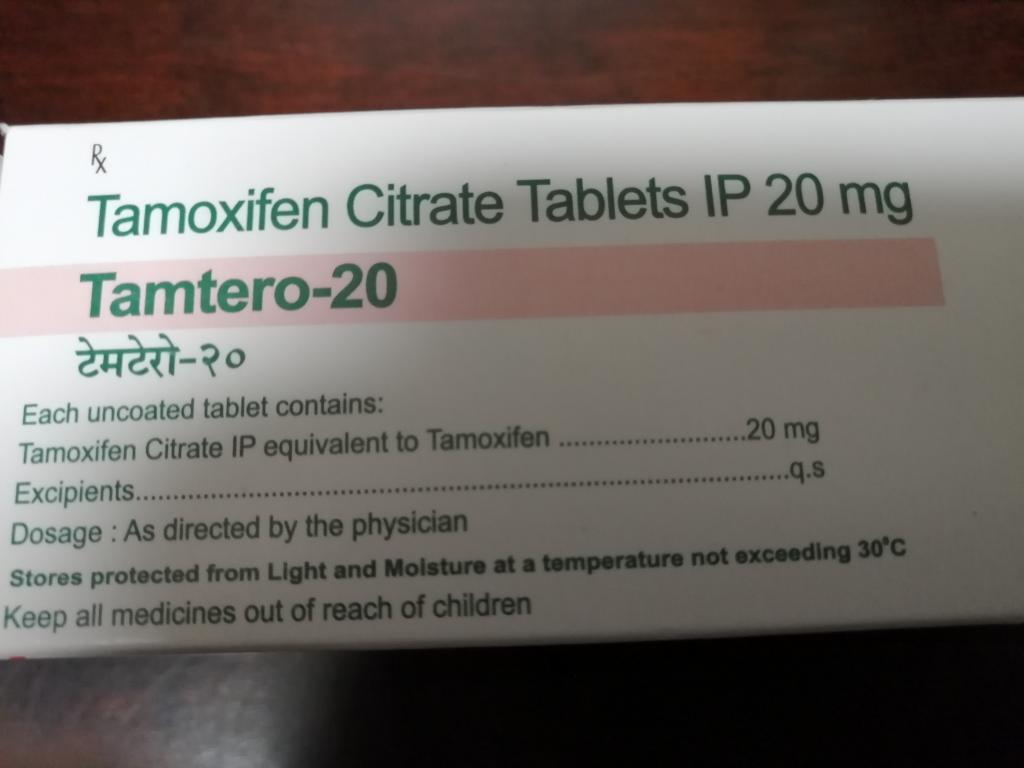 Rx
Tamoxifen Citrate Tablets IP 20 mg
Tamtero-20
टेमटेरो-२०
Each uncoated tablet contains:
Tamoxifen Citrate IP equivalent to Tamoxifen ........................20 mg
Excipients.....................................................................................q.s
Dosage : As directed by the physician
Stores protected from Light and Moisture at a temperature not exceeding 30°C
Keep all medicines out of reach of children